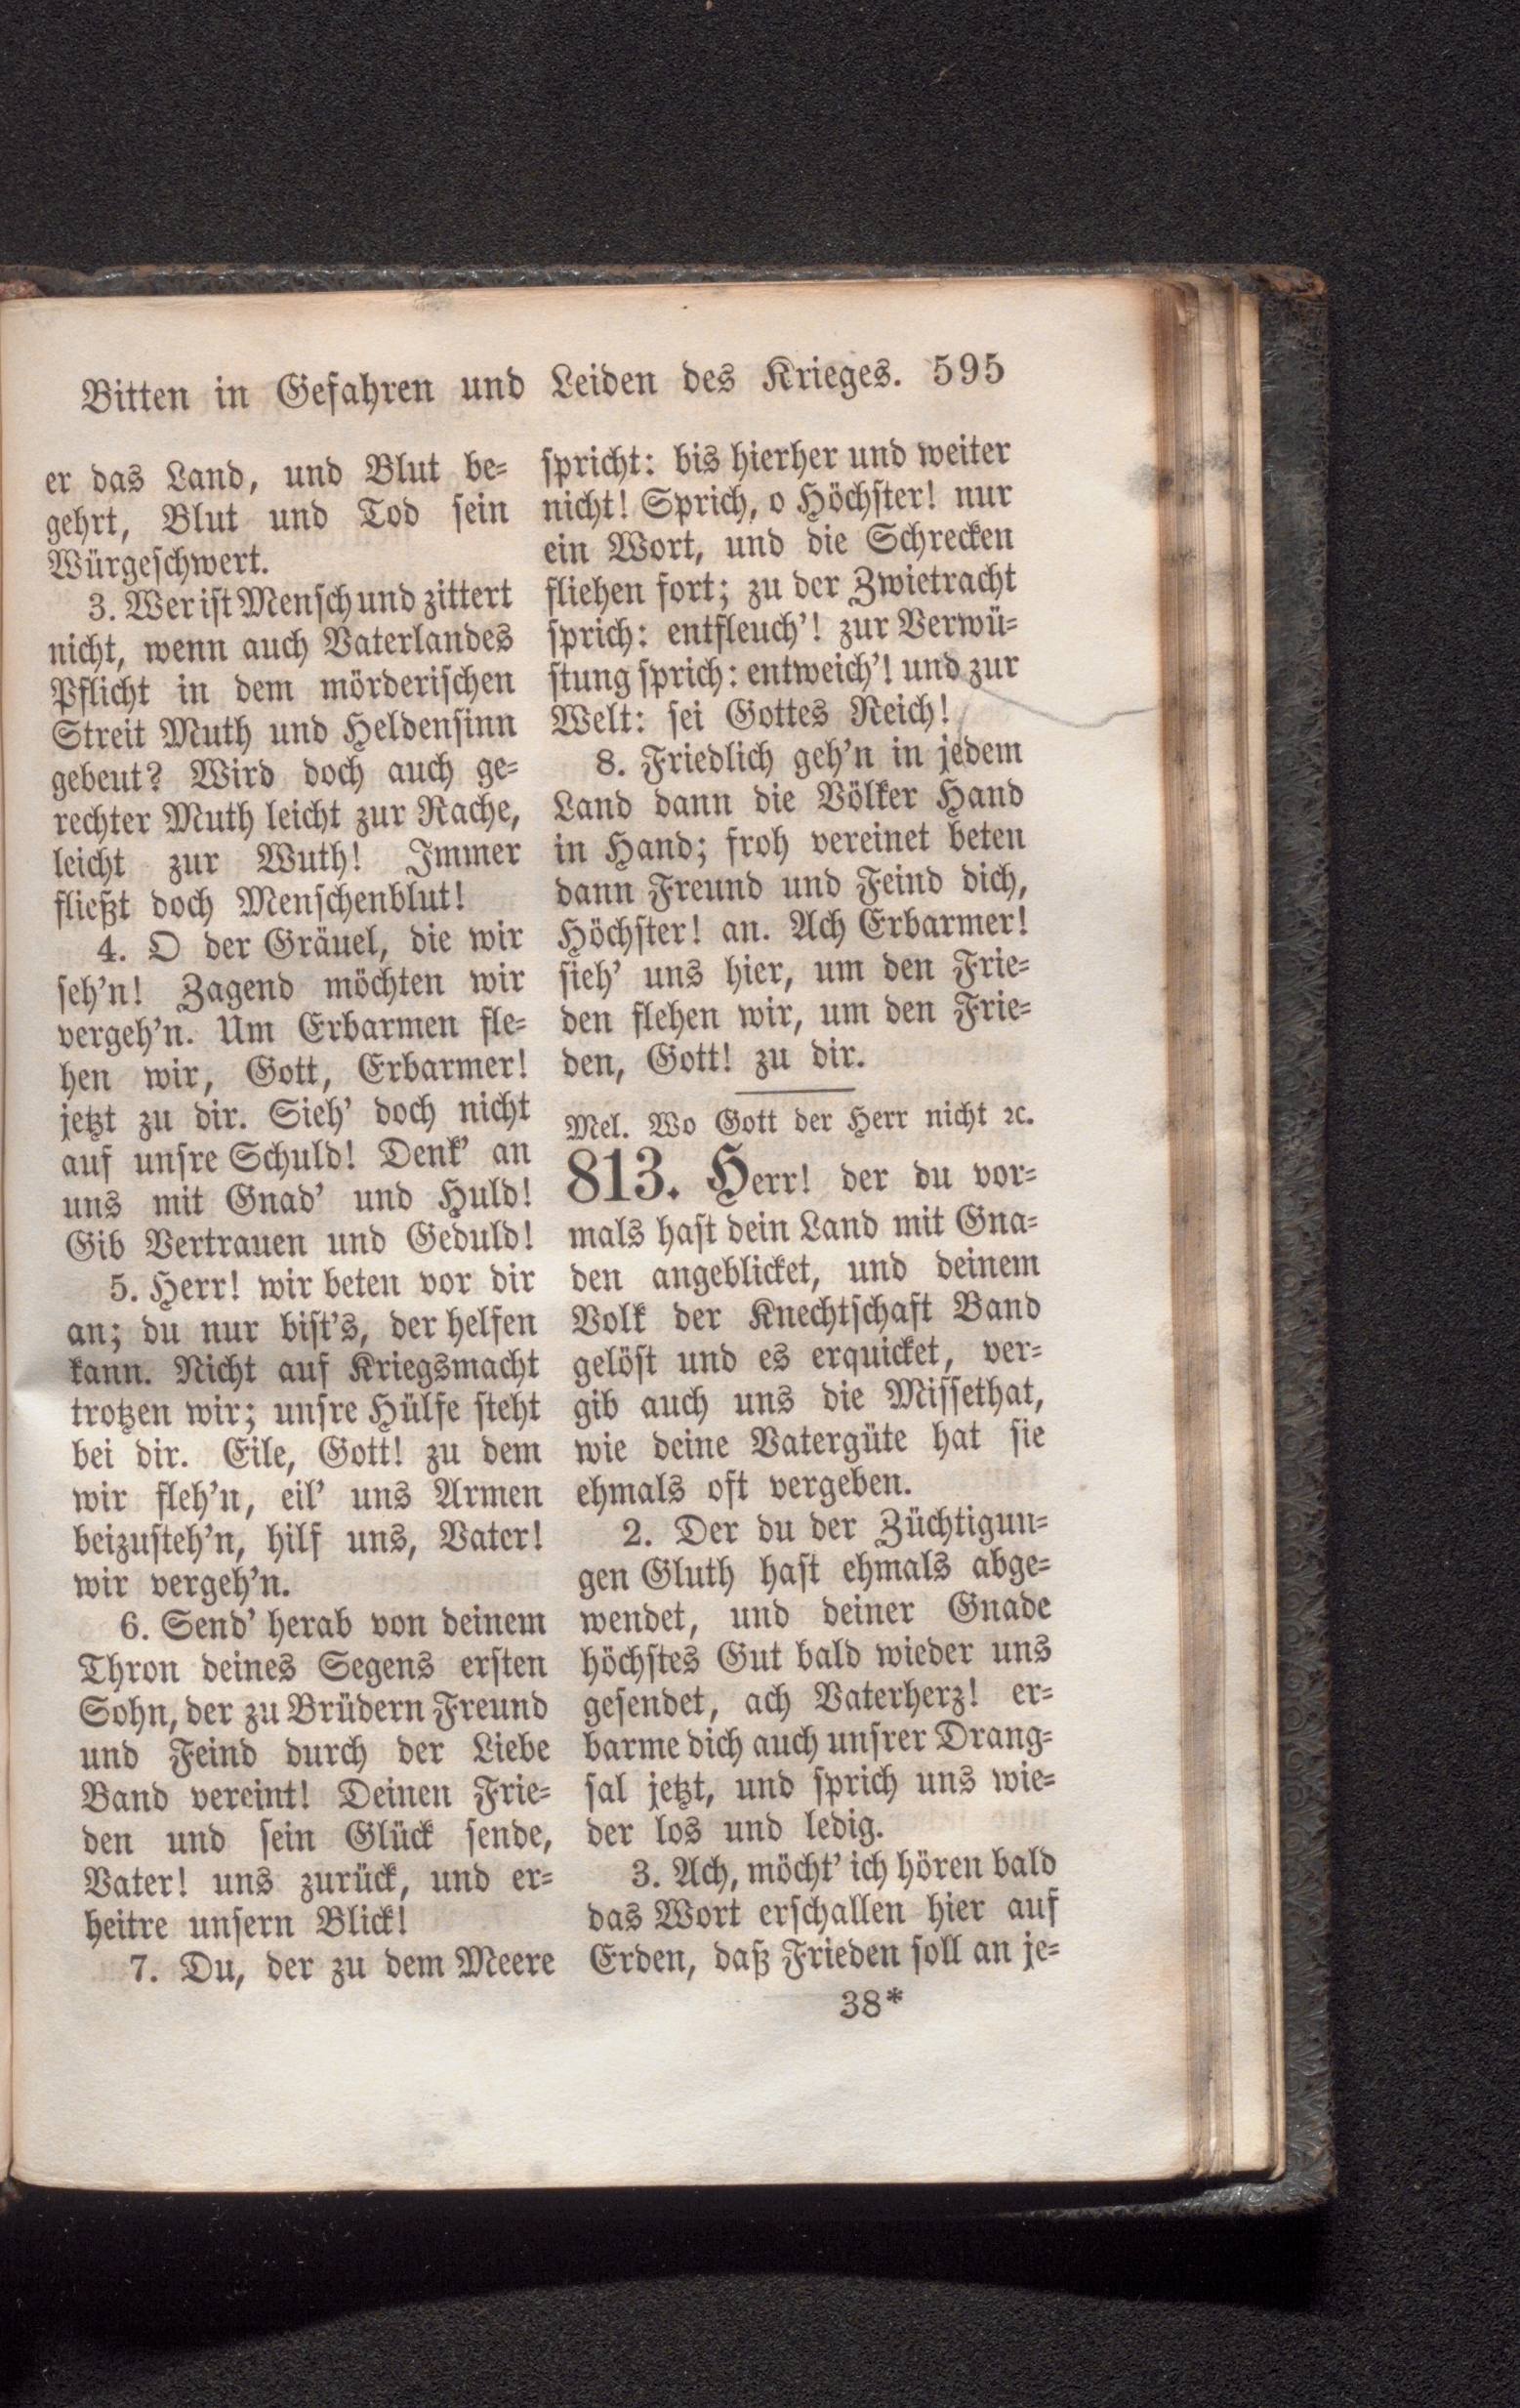 Bitten in Gefahren und Leiden des Krieges. 595
er das Land, und Blut be-
gehrt, Blut und Tod sein
Würgeschwert.
3. Wer ist Mensch und zittert
nicht, wenn auch Vaterlandes
Pflicht in dem mörderischen
Streit Muth und Heldensinn
gebeut? Wird doch auch ge-
rechter Muth leicht zur Rache,
leicht zur Wuth! Immer
fließt doch Menschenblut!
4. O der Gräuel, die wir
seh'n! Zagend möchten wir
vergeh'n. Um Erbarmen fle-
hen wir, Gott, Erbarmer!
jetzt zu dir. Sieh' doch nicht
auf unsre Schuld! Denk' an
uns mit Gnad' und Huld!
Gib Vertrauen und Geduld!
5. Herr! wir beten vor dir
an; du nur bist's, der helfen
kann. Nicht auf Kriegsmacht
trotzen wir; unsre Hülfe steht
bei dir. Eile, Gott! zu dem
wir fleh'n, eil' uns Armen
beizusteh'n, hilf uns, Vater!
wir vergeh'n.
6. Send' herab von deinem
Thron deines Segens ersten
Sohn, der zu Brüdern Freund
und Feind durch der Liebe
Band vereint! Deinen Frie-
den und sein Glück sende,
Vater! uns zurück, und er-
heitre unsern Blick!
7. Du, der zu dem Meere
spricht: bis hierher und weiter
nicht! Sprich, o Höchster! nur
ein Wort, und die Schrecken
fliehen fort; zu der Zwietracht
sprich: entfleuch'! zur Verwü-
stung sprich: entweich'! und zur
Welt: sei Gottes Reich!
8. Friedlich geh'n in jedem
Land dann die Völker Hand
in Hand; froh vereinet beten
dann Freund und Feind dich,
Höchster! an. Ach Erbarmer!
sieh' uns hier, um den Frie-
den flehen wir, um den Frie-
den, Gott! zu dir.
Mel. Wo Gott der Herr nicht ꝛc.
813. Herr! der du vor-
mals hast dein Land mit Gna-
den angeblicket, und deinem
Volk der Knechtschaft Band
gelöst und es erquicket, ver-
gib auch uns die Missethat,
wie deine Vatergüte hat sie
ehmals oft vergeben.
2. Der du der Züchtigun-
gen Gluth hast ehmals abge-
wendet, und deiner Gnade
höchstes Gut bald wieder uns
gesendet, ach Vaterherz! er-
barme dich auch unsrer Drang-
sal jetzt, und sprich uns wie-
der los und ledig.
3. Ach, möcht' ich hören bald
das Wort erschallen hier auf
Erden, daß Frieden soll an je-
38*